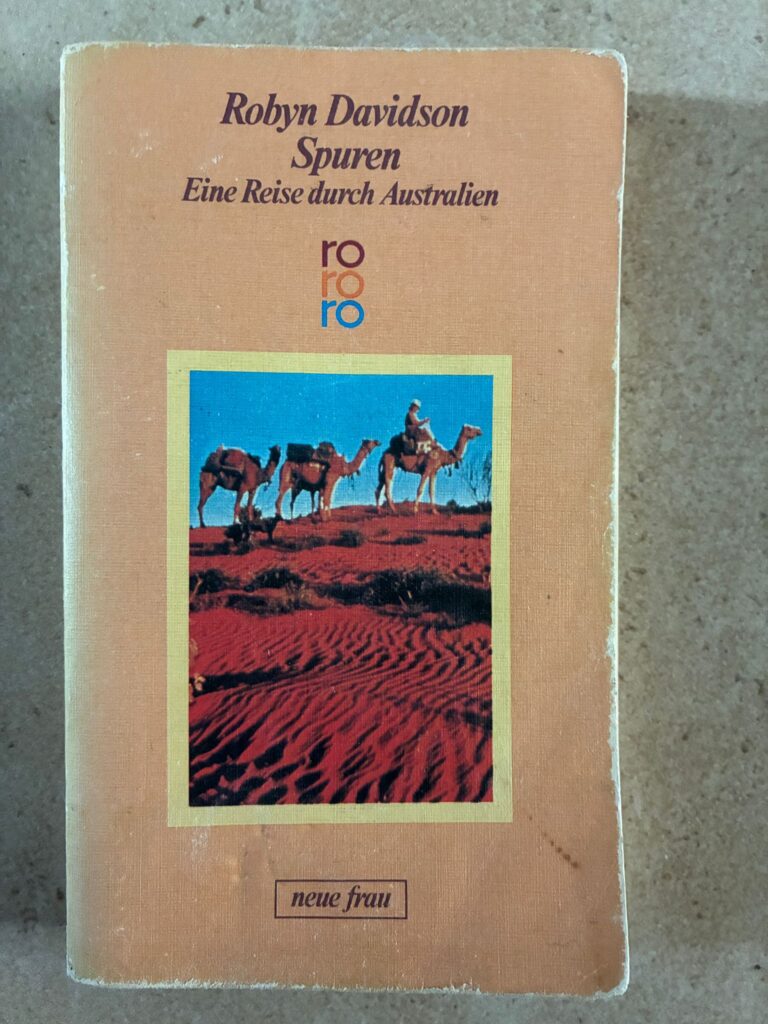 Robyn Davidson
Spuren
Eine Reise durch Australien
ro
ro
ro
neue frau